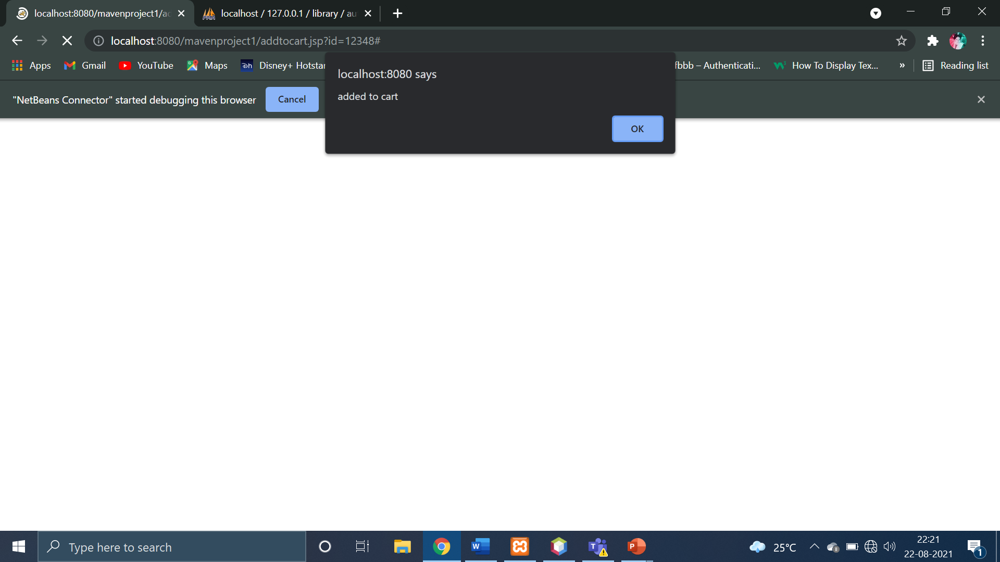 localhost:8080/mavenproject1/ad
localhost / 127.0.0.1 / library / au
localhost:8080/mavenproject1/addtocart.jsp?id=12348#
Apps
Gmail
YouTube
Maps
Disney+ Hotstar
fbbb – Authenticati...
How To Display Tex...
»
Reading list
"NetBeans Connector" started debugging this browser
Cancel
localhost:8080 says
added to cart
OK
Type here to search
25°C
22:21
22-08-2021
1